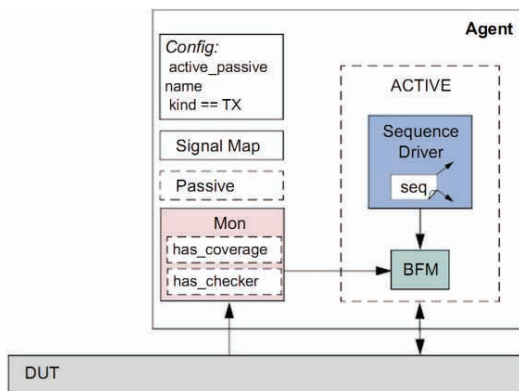 Agent
Config:
active_passive
name
kind == TX
Signal Map
Passive
Mon
has_coverage
has_checker
ACTIVE
Sequence
Driver
seq
BFM
DUT